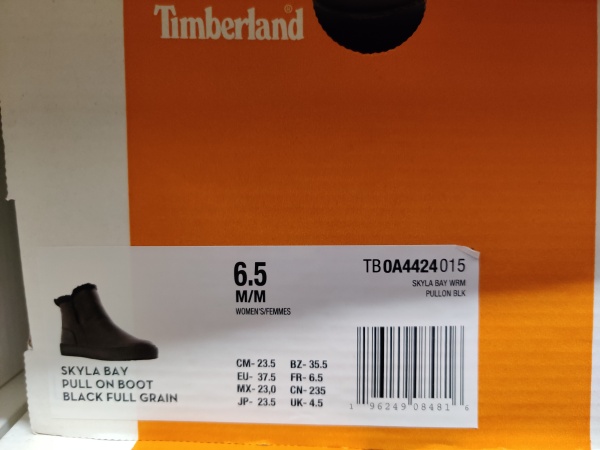 Timberland®
6.5
M/M
WOMEN'S/FEMMES
TB0A4424015
SKYLA BAY WRM
PULLON BLK
SKYLA BAY
PULL ON BOOT
BLACK FULL GRAIN
CM- 23.5 BZ- 35.5
EU- 37.5 FR- 6.5
MX- 23,0 CN- 235
JP- 23.5 UK- 4.5
1 96249 08481 6